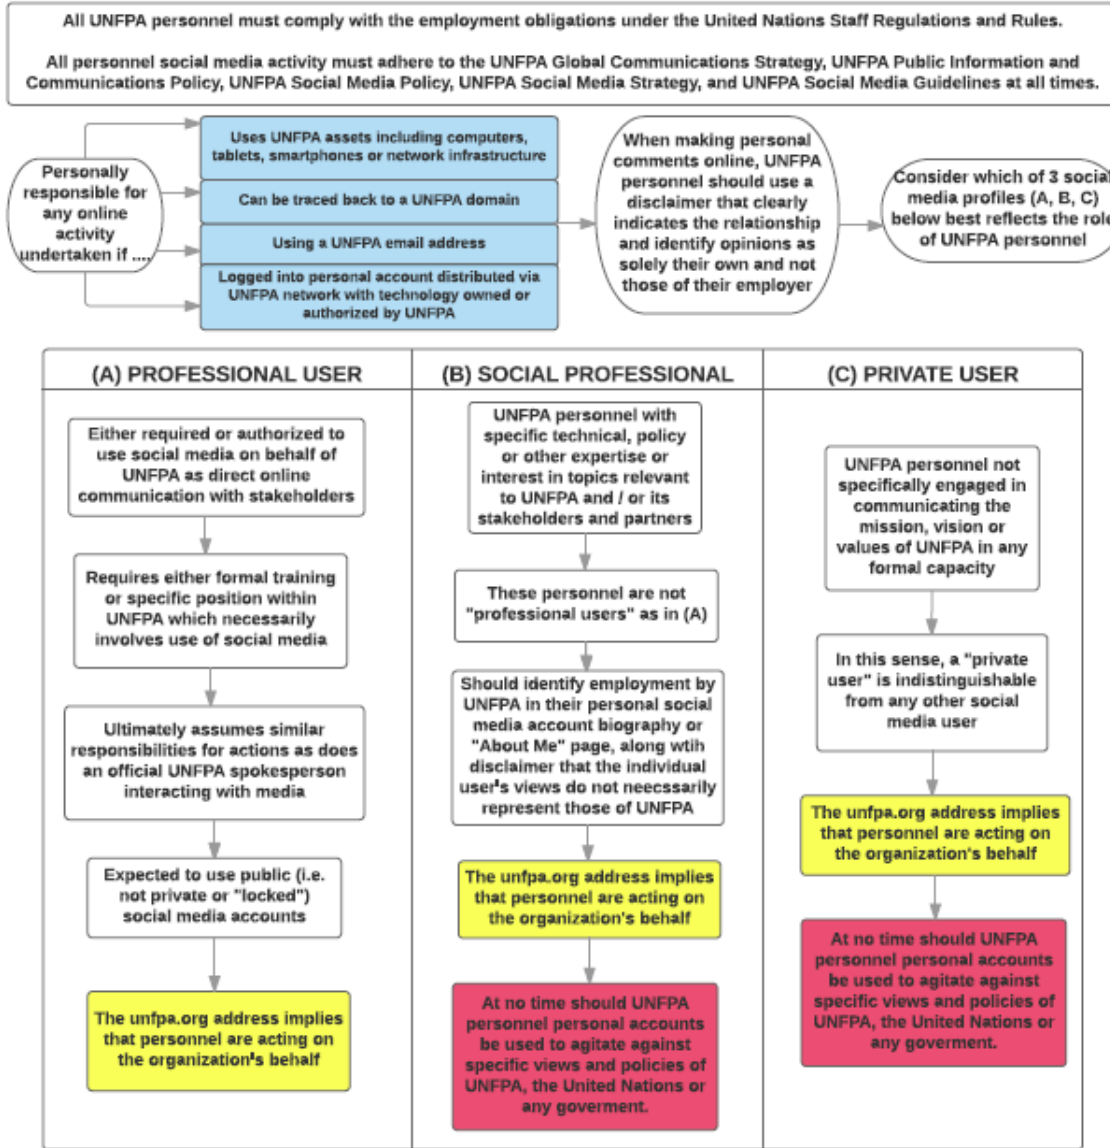 All UNFPA personnel must comply with the employment obligations under the United Nations Staff Regulations and Rules.
All personnel social media activity must adhere to the UNFPA Global Communications Strategy, UNFPA Public Information and
Communications Policy, UNFPA Social Media Policy, UNFPA Social Media Strategy, and UNFPA Social Media Guidelines at all times.
Personally
responsible for
any online
activity
undertaken if ....
Uses UNFPA assets including computers,
tablets, smartphones or network infrastructure
Can be traced back to a UNFPA domain
Using a UNFPA email address
Logged into personal account distributed via
UNFPA network with technology owned or
authorized by UNFPA
When making personal
comments online, UNFPA
personnel should use a
disclaimer that clearly
indicates the relationship
and identify opinions as
solely their own and not
those of their employer
Consider which of 3 social
media profiles (A, B, C)
below best reflects the role
of UNFPA personnel
(A) PROFESSIONAL USER
Either required or authorized to
use social media on behalf of
UNFPA as direct online
communication with stakeholders
Requires either formal training
or specific position within
UNFPA which necessarily
involves use of social media
Ultimately assumes similar
responsibilities for actions as does
an official UNFPA spokesperson
interacting with media
Expected to use public (i.e.
not private or "locked")
social media accounts
The unfpa.org address implies
that personnel are acting on
the organization's behalf
(B) SOCIAL PROFESSIONAL
UNFPA personnel with
specific technical, policy
or other expertise or
interest in topics relevant
to UNFPA and / or its
stakeholders and partners
These personnel are not
"professional users" as in (A)
Should identify employment by
UNFPA in their personal social
media account biography or
"About Me" page, along wtih
disclaimer that the individual
user's views do not neecssarily
represent those of UNFPA
The unfpa.org address implies
that personnel are acting on
the organization's behalf
At no time should UNFPA
personnel personal accounts
be used to agitate against
specific views and policies of
UNFPA, the United Nations or
any goverment.
(C) PRIVATE USER
UNFPA personnel not
specifically engaged in
communicating the
mission, vision or
values of UNFPA in any
formal capacity
In this sense, a "private
user" is indistinguishable
from any other social
media user
The unfpa.org address implies
that personnel are acting on
the organization's behalf
At no time should UNFPA
personnel personal accounts
be used to agitate against
specific views and policies of
UNFPA, the United Nations or
any goverment.